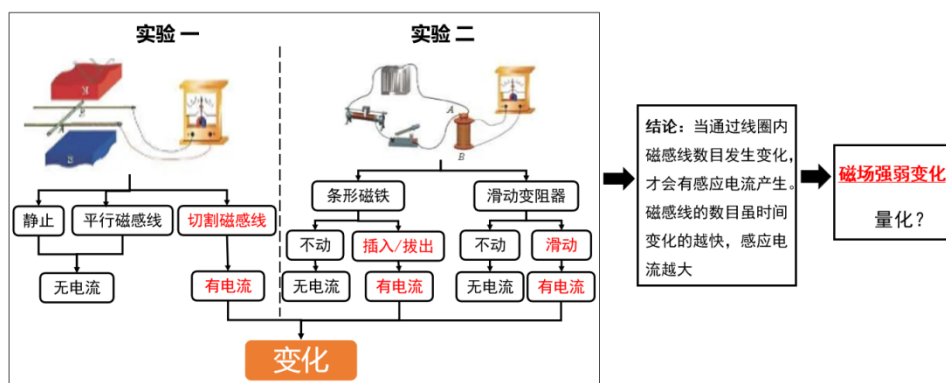 实验 一
实验 二
N
B
A
S
A
B
静止
平行磁感线
切割磁感线
无电流
有电流
条形磁铁
滑动变阻器
不动
插入/拔出
不动
滑动
无电流
有电流
无电流
有电流
变化
结论：当通过线圈内
磁感线数目发生变化，
才会有感应电流产生。
磁感线的数目虽时间
变化的越快，感应电
流越大
磁场强弱变化
量化？